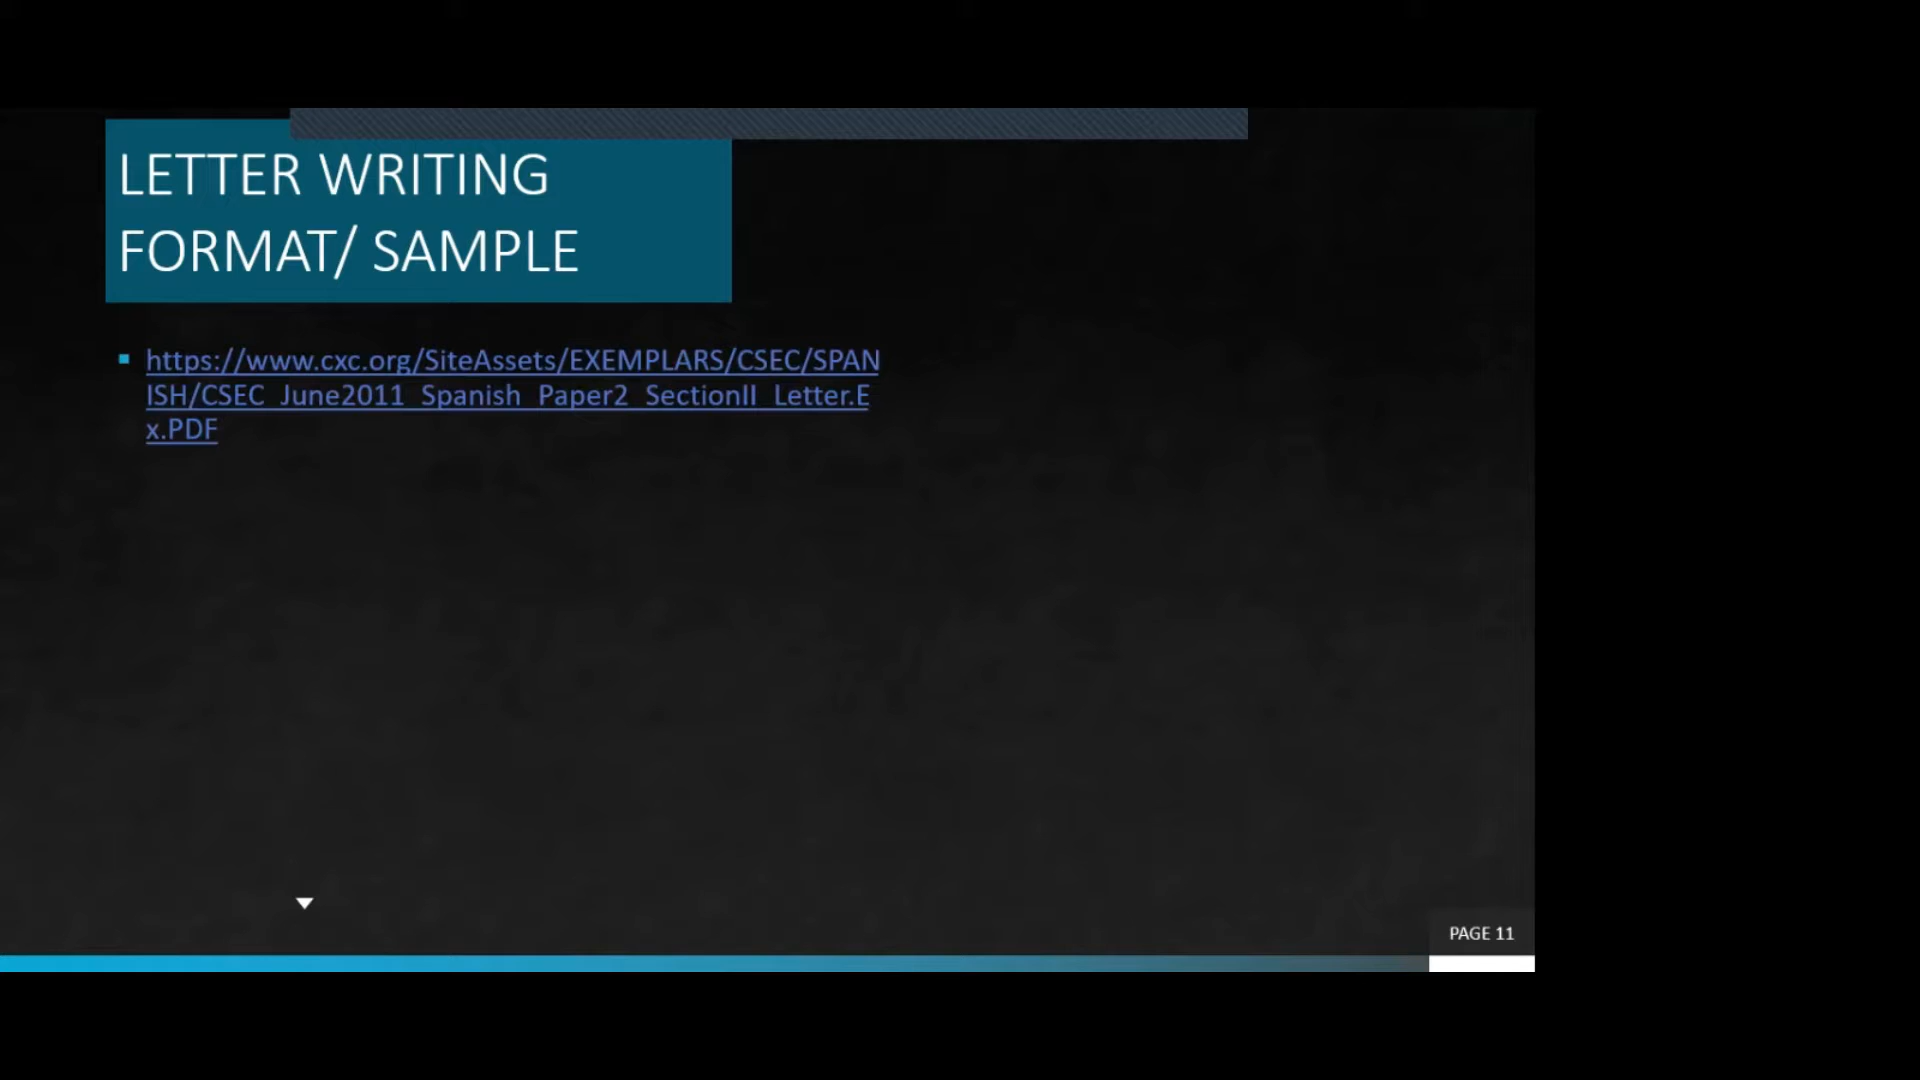 LETTER WRITING
FORMAT/ SAMPLE
https://www.cxc.org/SiteAssets/EXEMPLARS/CSEC/SPAN
ISH/CSEC_June2011_Spanish_Paper2_SectionII_Letter.E
x.PDF
PAGE 11